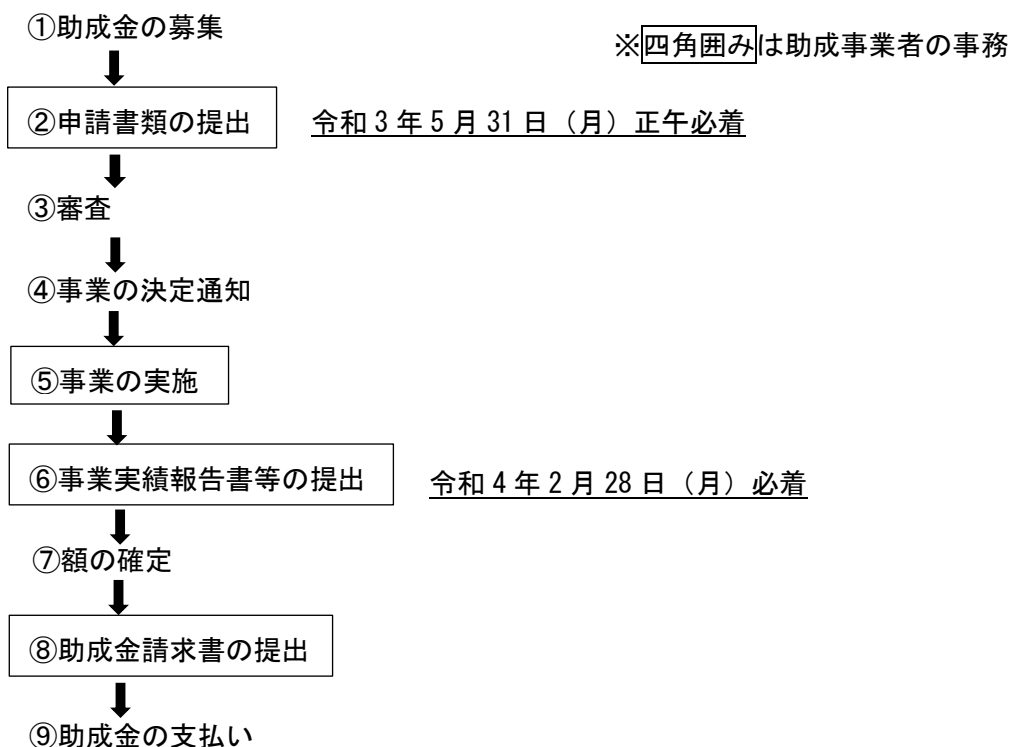 ①助成金の募集
※四角囲みは助成事業者の事務
②申請書類の提出 令和3年5月31日（月）正午必着
③審査
④事業の決定通知
⑤事業の実施
⑥事業実績報告書等の提出 令和4年2月28日（月）必着
⑦額の確定
⑧助成金請求書の提出
⑨助成金の支払い